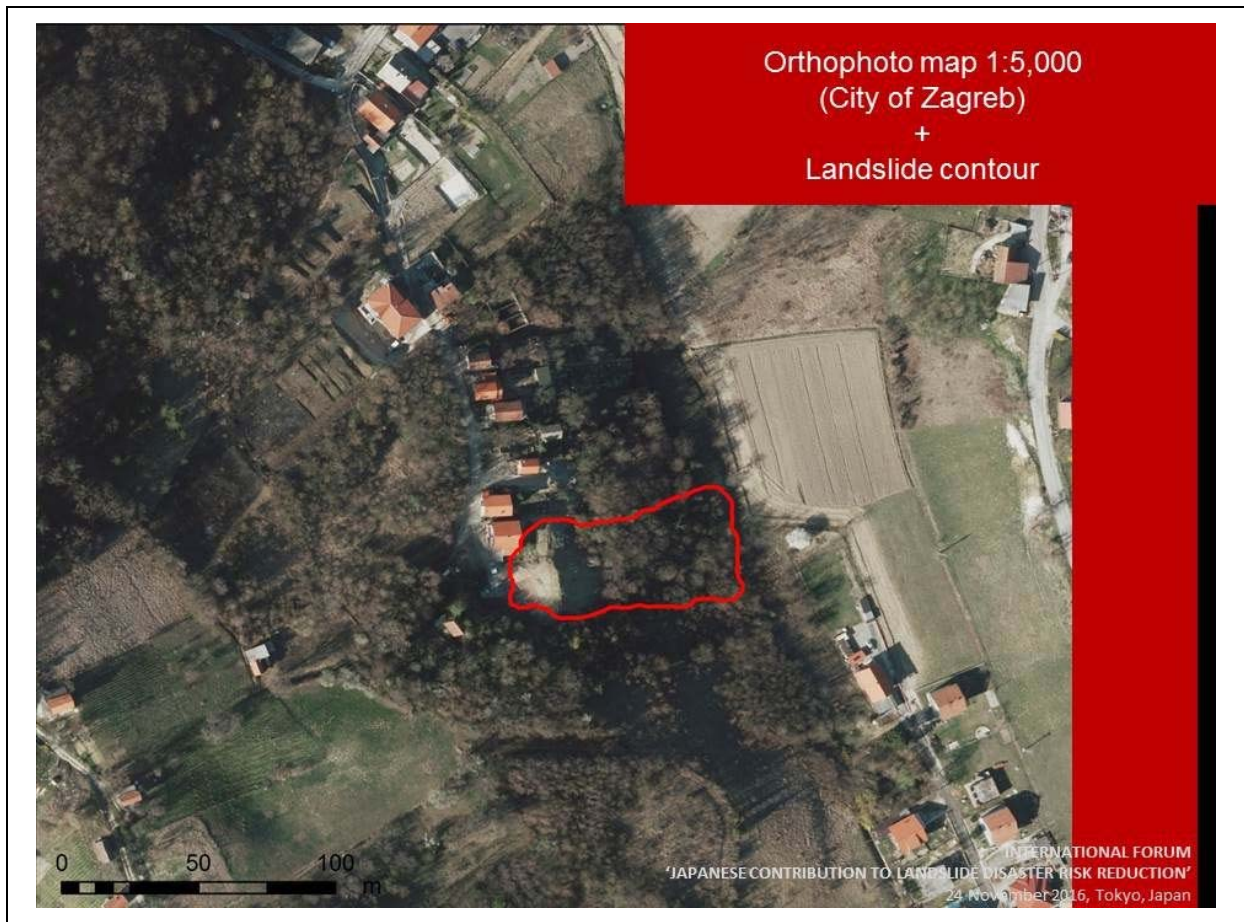 Orthophoto map 1:5,000
(City of Zagreb)
+
Landslide contour
0 50 100
m
INTERNATIONAL FORUM
‘JAPANESE CONTRIBUTION TO LANDSLIDE DISASTER RISK REDUCTION’
24 November 2016, Tokyo, Japan